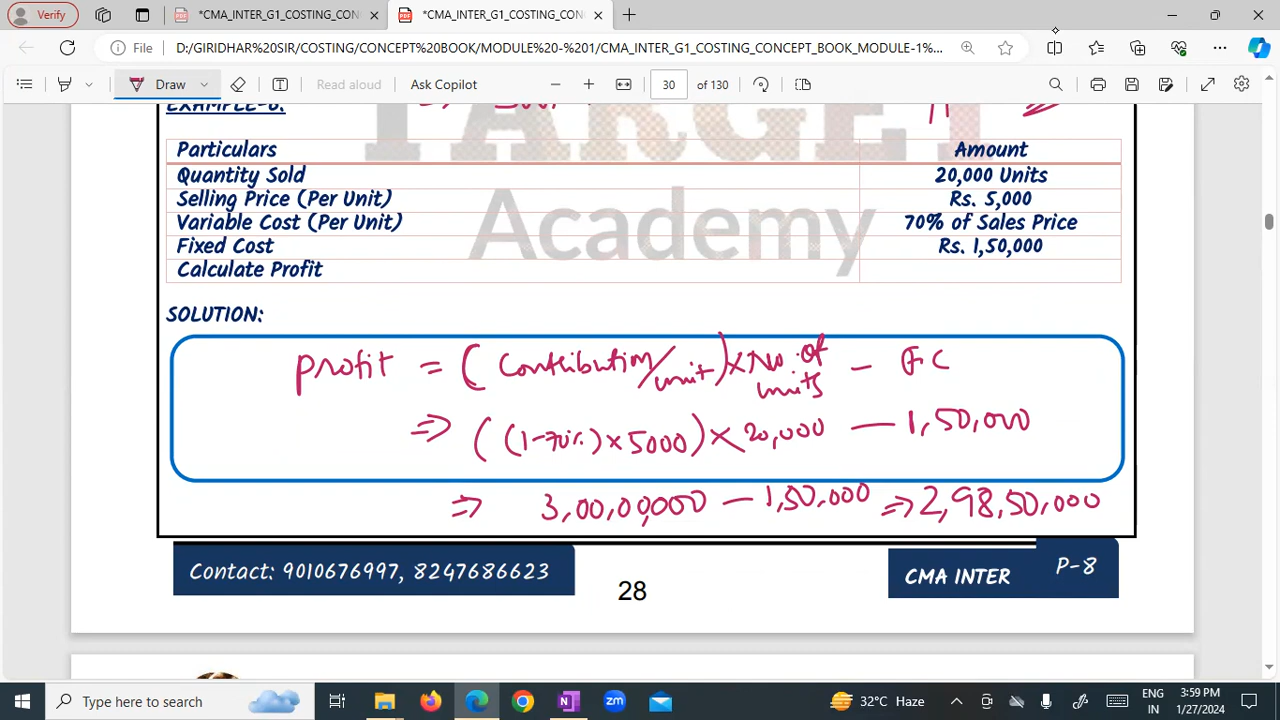 Verify
*CMA_INTER_G1_COSTING_CON
*CMA_INTER_G1_COSTING_CON
File D:/GIRIDHAR%20SIR/COSTING/CONCEPT%20BOOK/MODULE%20-%201/CMA_INTER_G1_COSTING_CONCEPT_BOOK_MODULE-1%...
Draw Read aloud Ask Copilot 30 of 130
EXAMPLE-6:
TARGET
Academy
Particulars Amount
Quantity Sold 20,000 Units
Selling Price (Per Unit) Rs. 5,000
Variable Cost (Per Unit) 70% of Sales Price
Fixed Cost Rs. 1,50,000
Calculate Profit
SOLUTION:
Profit = (Contribution/unit) × No. of units – F.C
⇒ ((1-70%) × 5000) × 20,000 — 1,50,000
⇒ 3,00,00,000 — 1,50,000 ⇒ 2,98,50,000
Contact: 9010676997, 8247686623
28
CMA INTER P-8
Type here to search
32°C Haze
ENG
IN
3:59 PM
1/27/2024